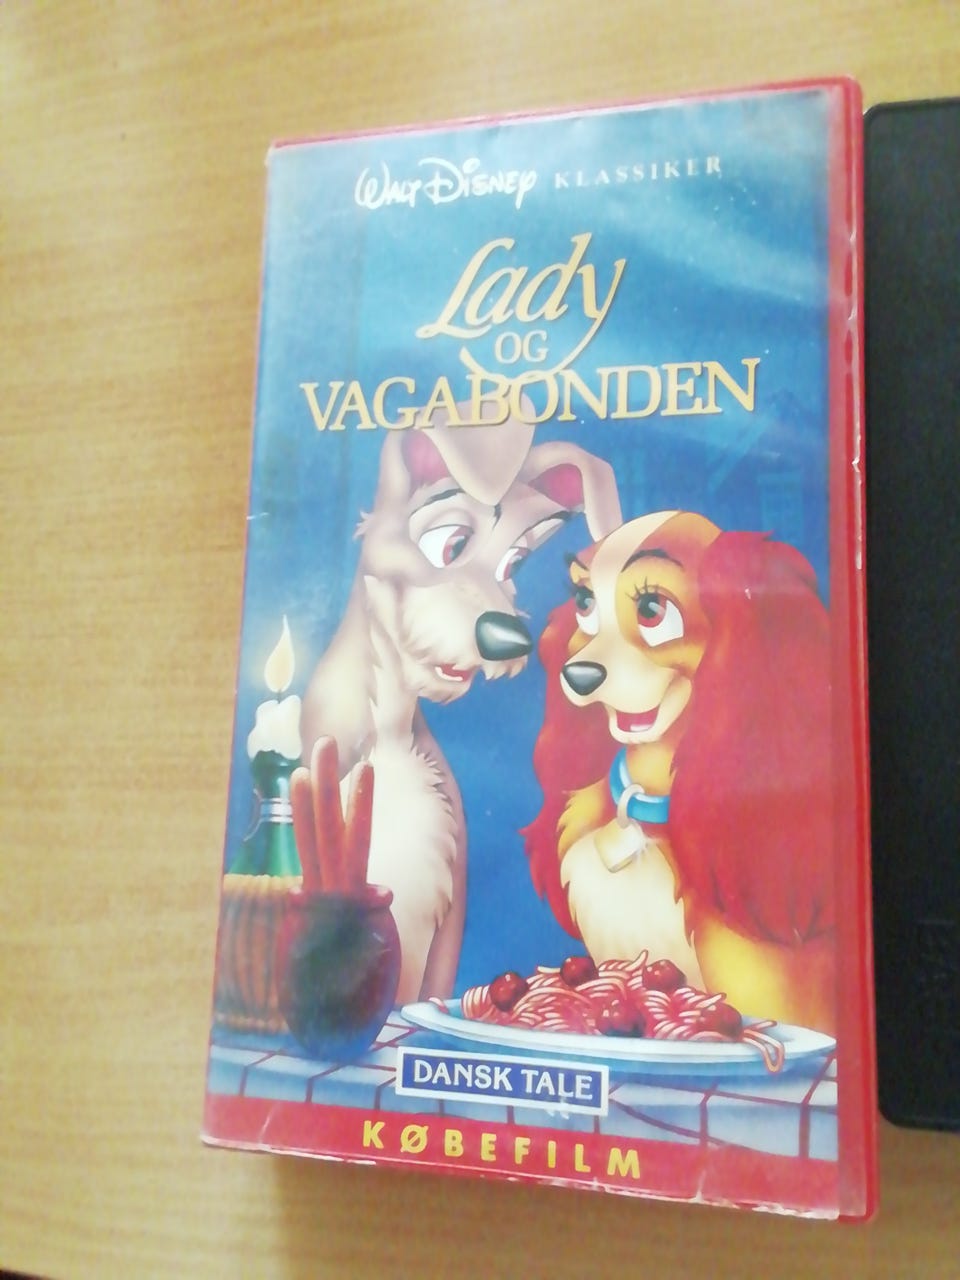 WALT DISNEY KLASSIKER
Lady
OG
VAGABONDEN
DANSK TALE
KØBEFILM